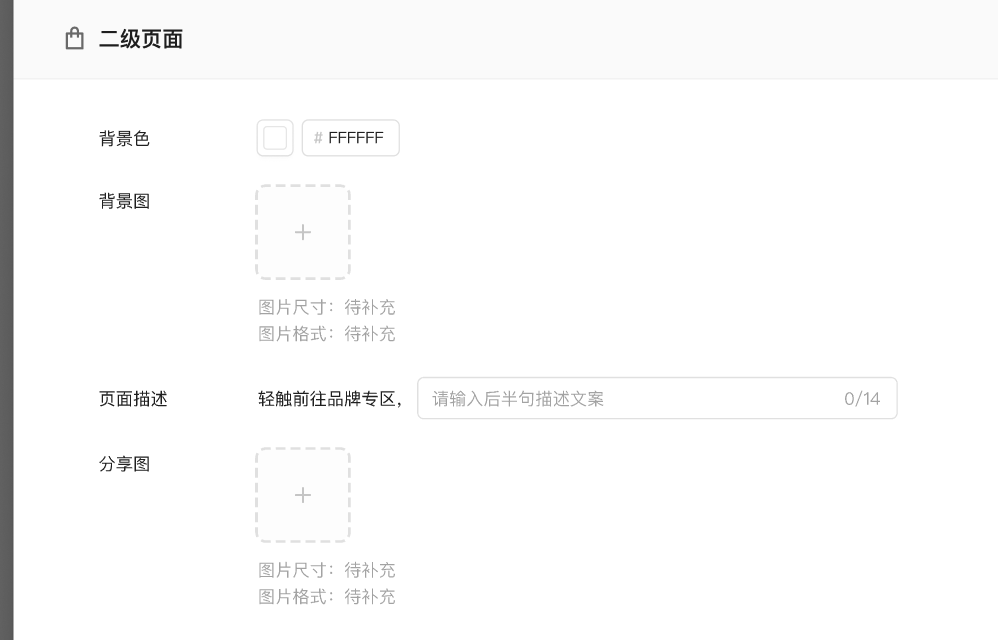 二级页面
背景色 # FFFFFF
背景图
+
图片尺寸：待补充
图片格式：待补充
页面描述 轻触前往品牌专区， 请输入后半句描述文案 0/14
分享图
+
图片尺寸：待补充
图片格式：待补充